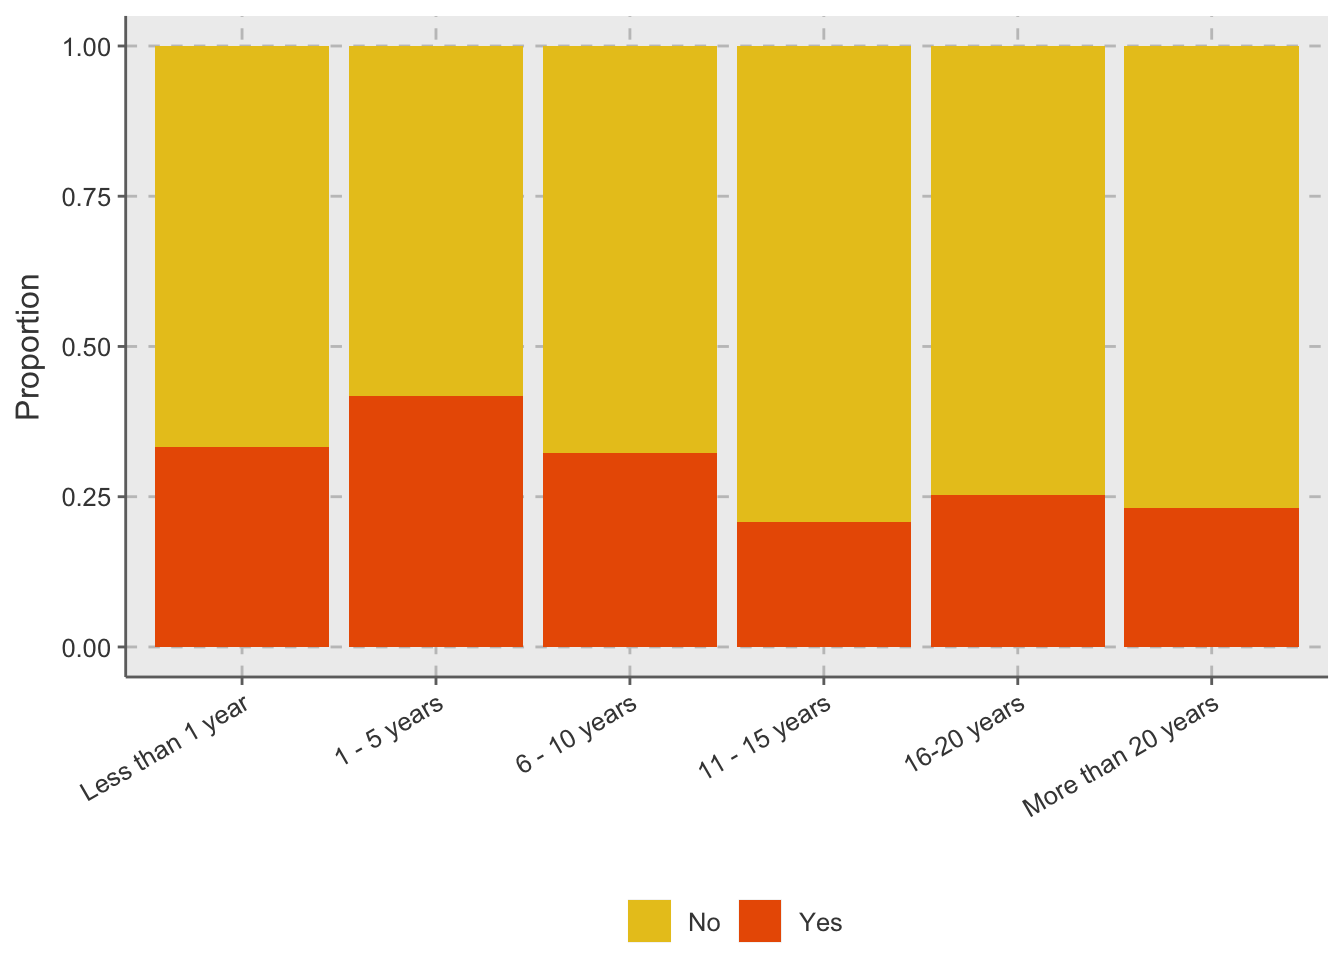 Proportion
1.00
0.75
0.50
0.25
0.00
Less than 1 year
1 - 5 years
6 - 10 years
11 - 15 years
16-20 years
More than 20 years
No
Yes